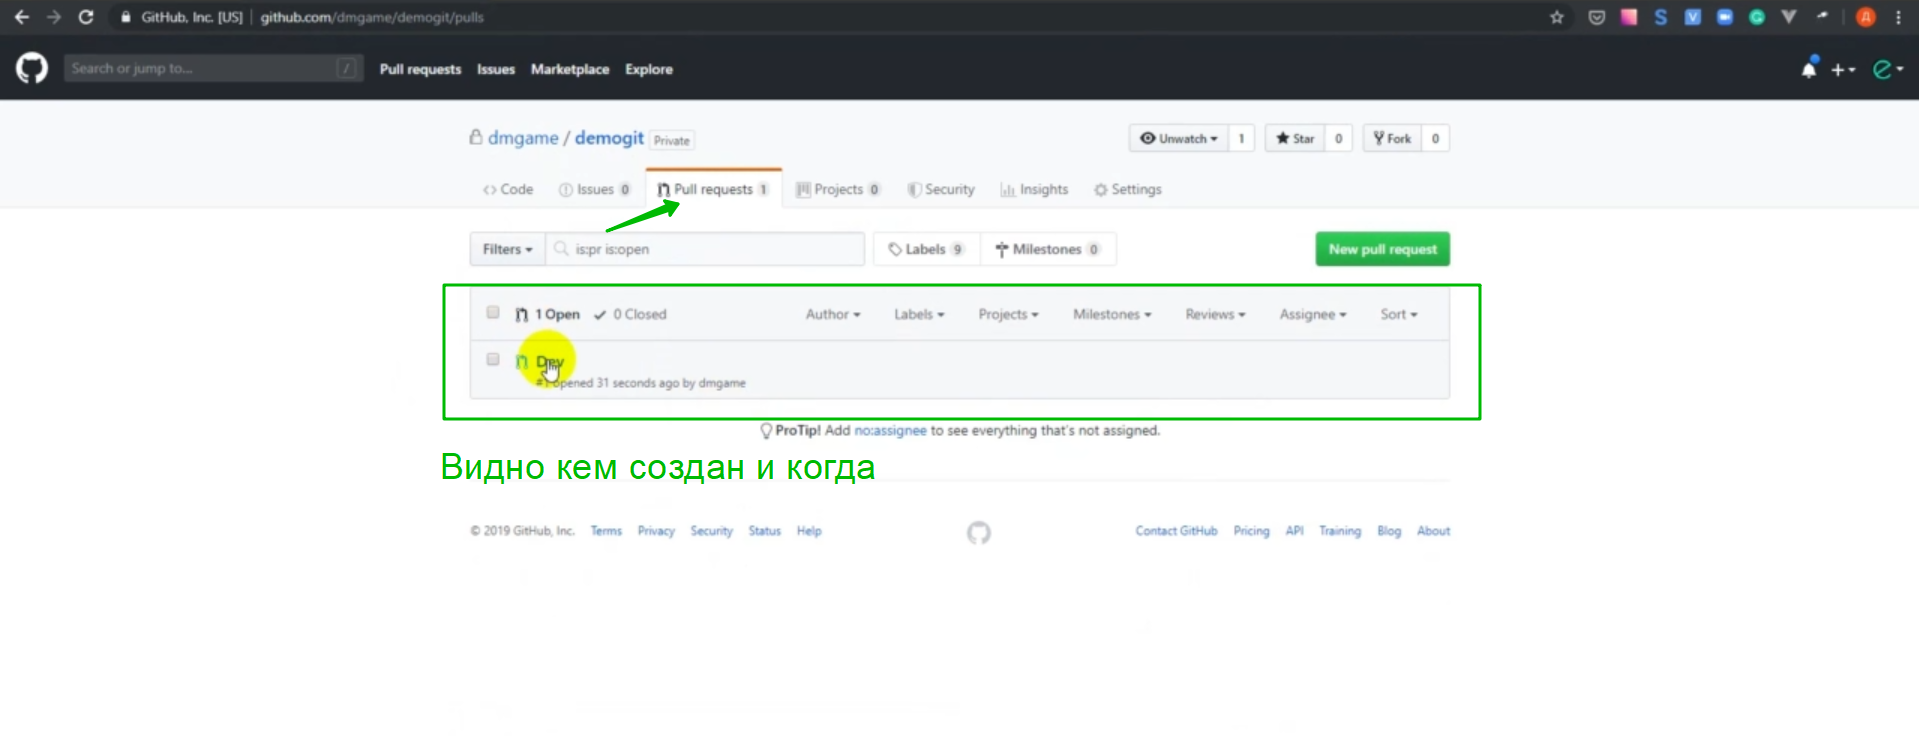 GitHub, Inc. [US] github.com/dmgame/demogit/pulls
Search or jump to... / Pull requests Issues Marketplace Explore
dmgame / demogit Private Unwatch 1 Star 0 Fork 0
Code Issues 0 Pull requests 1 Projects 0 Security Insights Settings
Filters is:pr is:open Labels 9 Milestones 0 New pull request
1 Open 0 Closed Author Labels Projects Milestones Reviews Assignee Sort
Dev
#1 opened 31 seconds ago by dmgame
ProTip! Add no:assignee to see everything that's not assigned.
Видно кем создан и когда
© 2019 GitHub, Inc. Terms Privacy Security Status Help Contact GitHub Pricing API Training Blog About